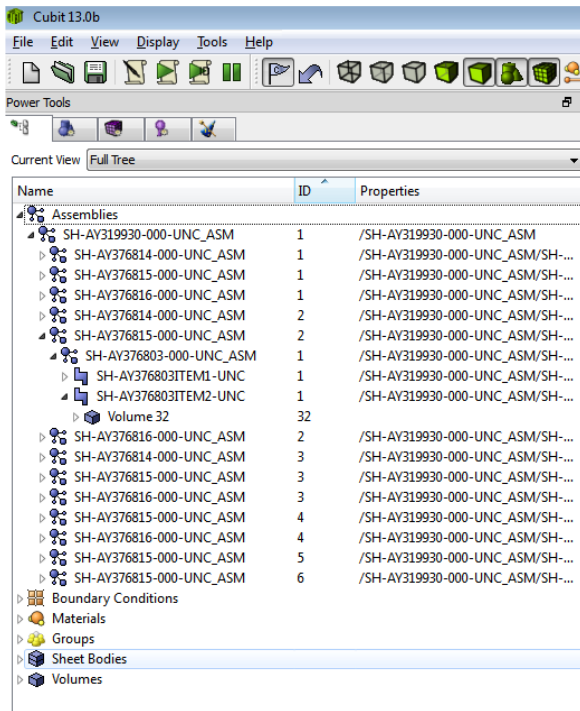 Cubit 13.0b
File Edit View Display Tools Help
Power Tools
Current View Full Tree
Name ID Properties
Assemblies
SH-AY319930-000-UNC_ASM 1 /SH-AY319930-000-UNC_ASM
SH-AY376814-000-UNC_ASM 1 /SH-AY319930-000-UNC_ASM/SH-...
SH-AY376815-000-UNC_ASM 1 /SH-AY319930-000-UNC_ASM/SH-...
SH-AY376816-000-UNC_ASM 1 /SH-AY319930-000-UNC_ASM/SH-...
SH-AY376814-000-UNC_ASM 2 /SH-AY319930-000-UNC_ASM/SH-...
SH-AY376815-000-UNC_ASM 2 /SH-AY319930-000-UNC_ASM/SH-...
SH-AY376803-000-UNC_ASM 1 /SH-AY319930-000-UNC_ASM/SH-...
SH-AY376803ITEM1-UNC 1 /SH-AY319930-000-UNC_ASM/SH-...
SH-AY376803ITEM2-UNC 1 /SH-AY319930-000-UNC_ASM/SH-...
Volume 32 32
SH-AY376816-000-UNC_ASM 2 /SH-AY319930-000-UNC_ASM/SH-...
SH-AY376814-000-UNC_ASM 3 /SH-AY319930-000-UNC_ASM/SH-...
SH-AY376815-000-UNC_ASM 3 /SH-AY319930-000-UNC_ASM/SH-...
SH-AY376816-000-UNC_ASM 3 /SH-AY319930-000-UNC_ASM/SH-...
SH-AY376815-000-UNC_ASM 4 /SH-AY319930-000-UNC_ASM/SH-...
SH-AY376816-000-UNC_ASM 4 /SH-AY319930-000-UNC_ASM/SH-...
SH-AY376815-000-UNC_ASM 5 /SH-AY319930-000-UNC_ASM/SH-...
SH-AY376815-000-UNC_ASM 6 /SH-AY319930-000-UNC_ASM/SH-...
Boundary Conditions
Materials
Groups
Sheet Bodies
Volumes